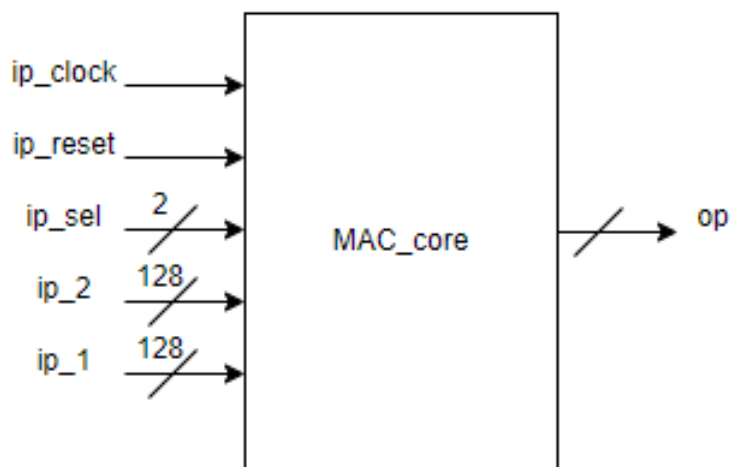 ip_clock
ip_reset
ip_sel
2
ip_2
128
ip_1
128
MAC_core
op